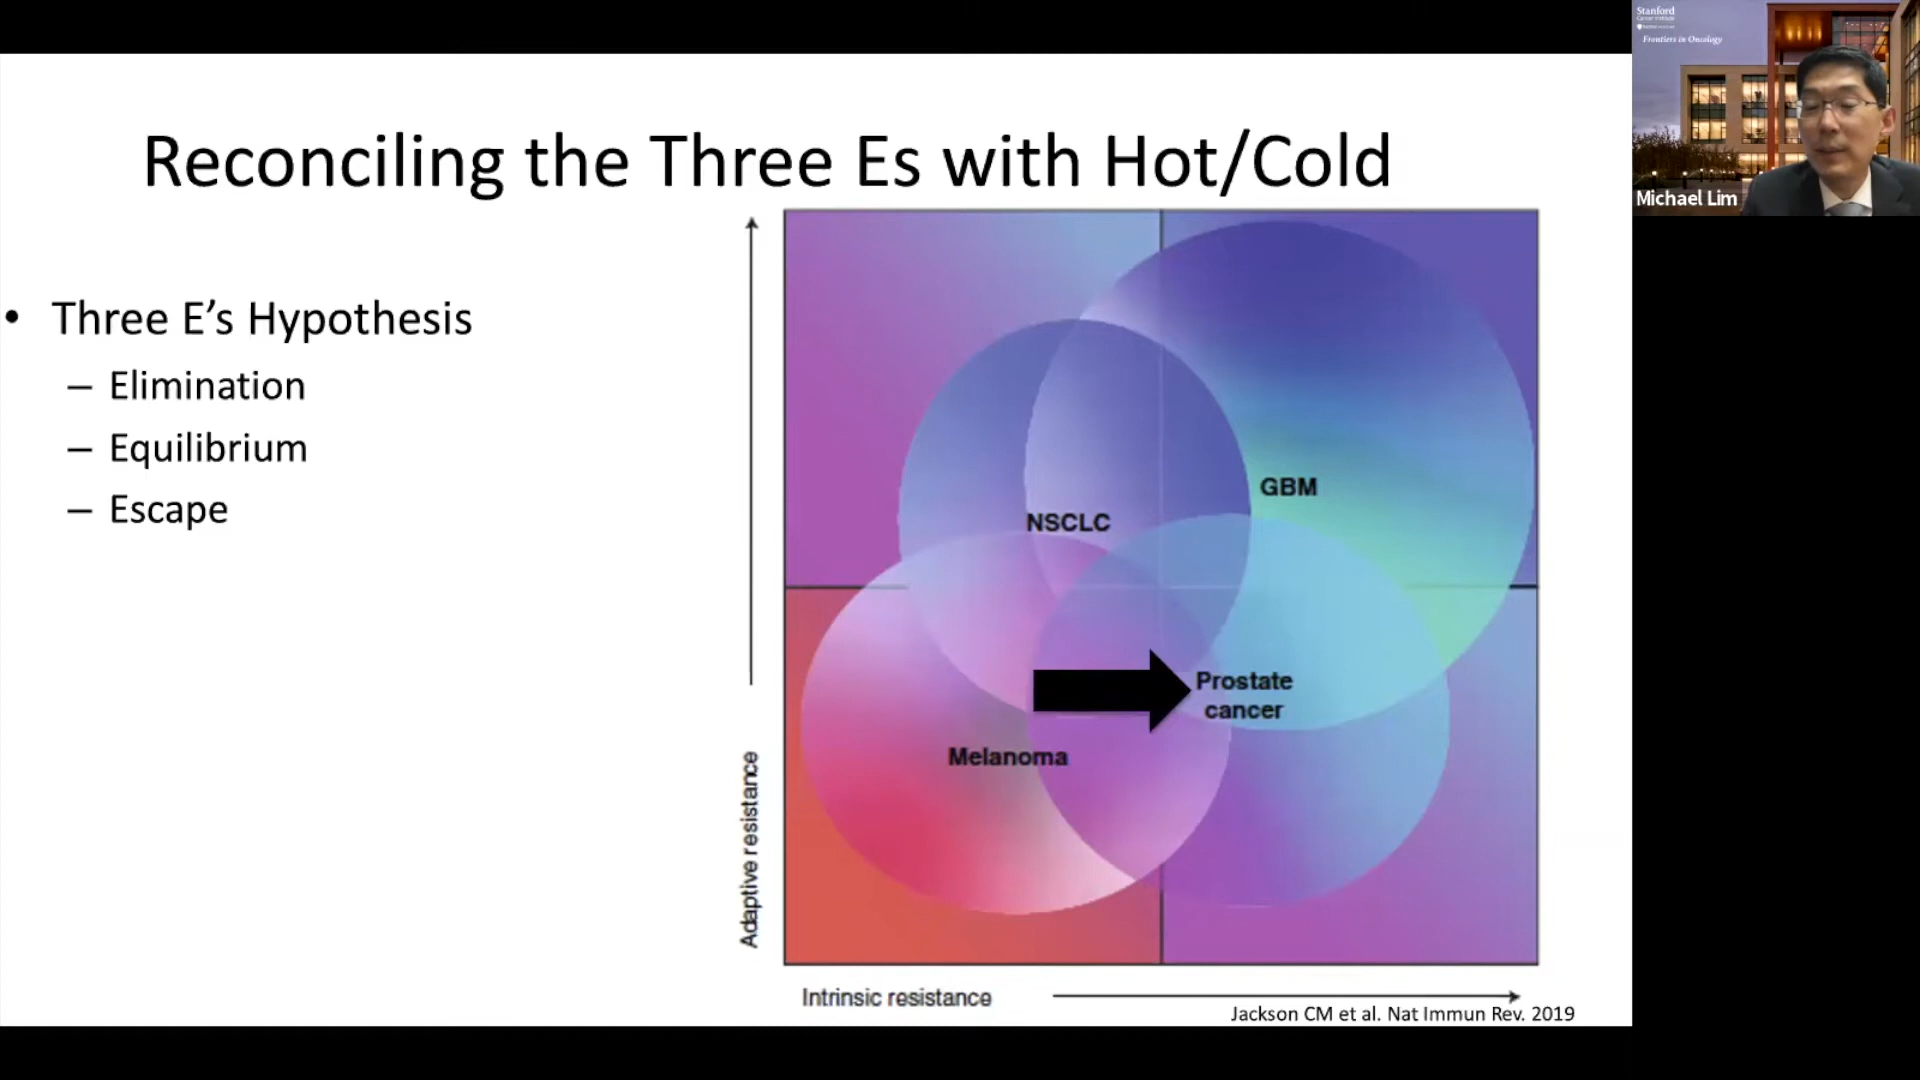 Reconciling the Three Es with Hot/Cold
• Three E’s Hypothesis
– Elimination
– Equilibrium
– Escape
GBM
NSCLC
Prostate
cancer
Melanoma
Adaptive resistance
Intrinsic resistance
Jackson CM et al. Nat Immun Rev. 2019
Stanford
Frontiers in Oncology
Michael Lim